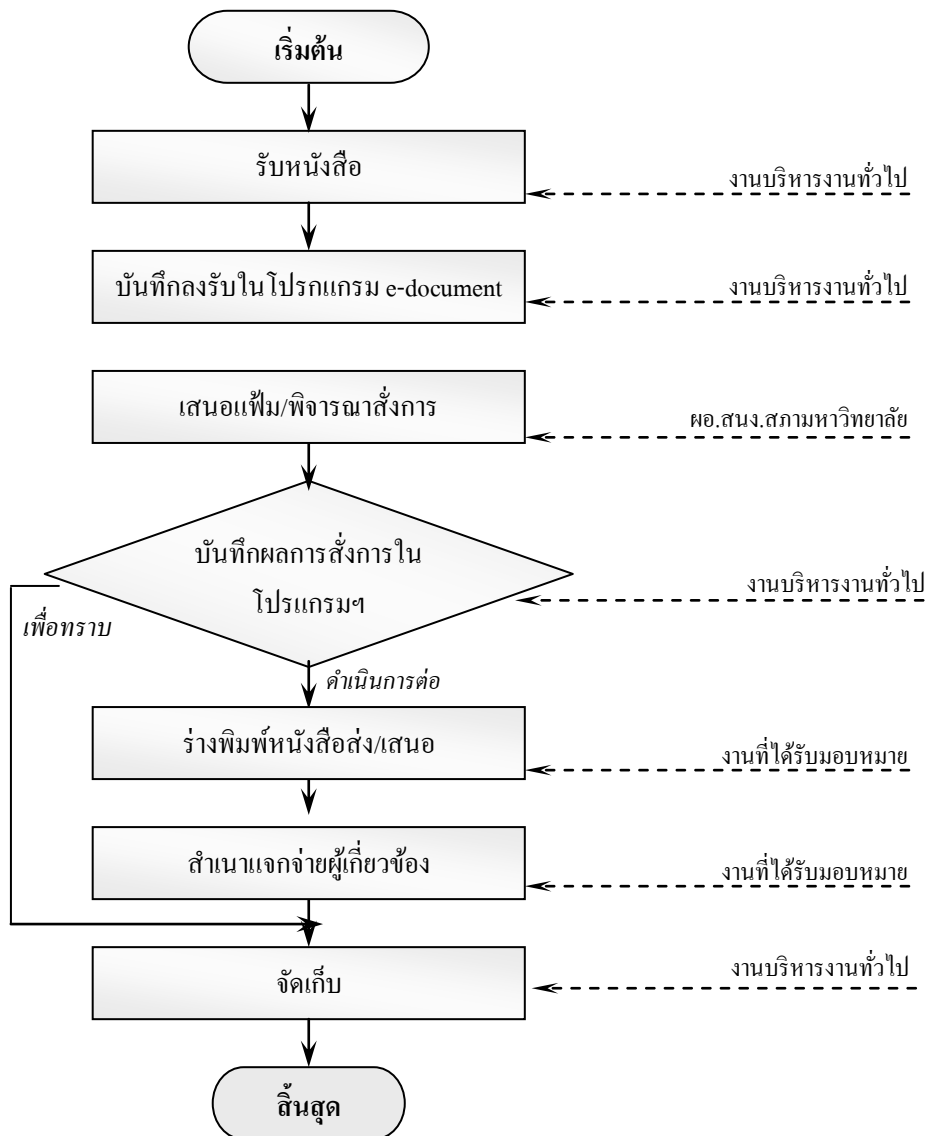 เริ่มต้น
รับหนังสือ
งานบริหารงานทั่วไป
บันทึกลงรับในโปรกแกรม e-document
งานบริหารงานทั่วไป
เสนอแฟ้ม/พิจารณาสั่งการ
ผอ.สนง.สภามหาวิทยาลัย
บันทึกผลการสั่งการใน
โปรแกรมฯ
งานบริหารงานทั่วไป
เพื่อทราบ
ดำเนินการต่อ
ร่างพิมพ์หนังสือส่ง/เสนอ
งานที่ได้รับมอบหมาย
สำเนาแจกจ่ายผู้เกี่ยวข้อง
งานที่ได้รับมอบหมาย
จัดเก็บ
งานบริหารงานทั่วไป
สิ้นสุด